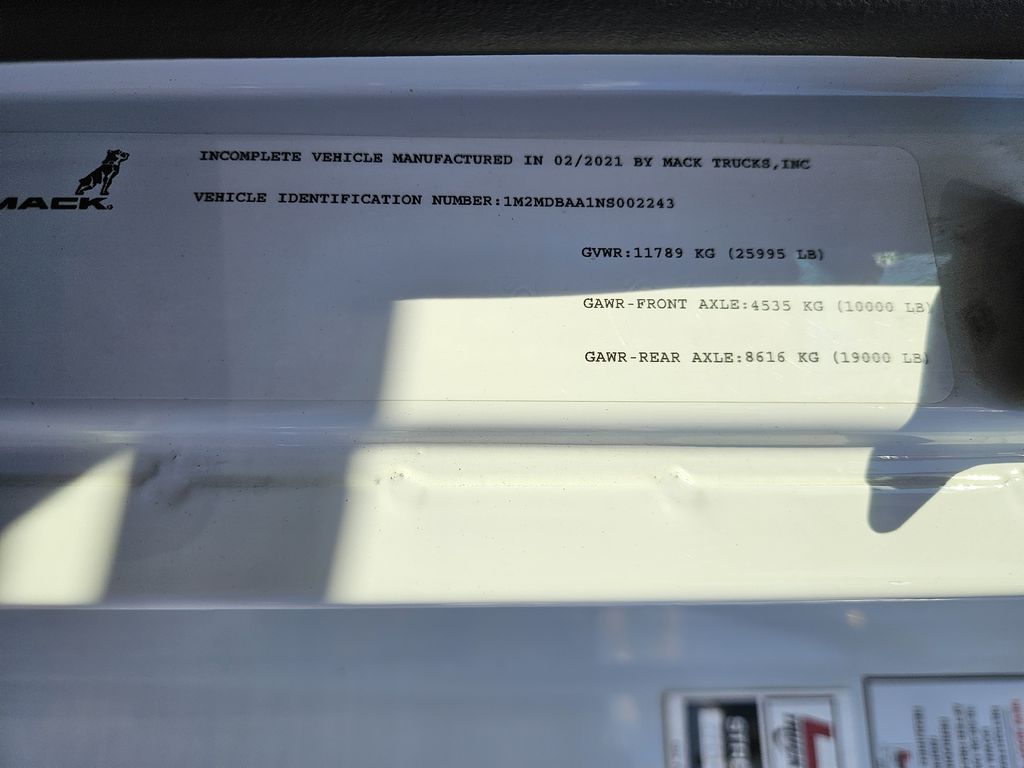 MACK
INCOMPLETE VEHICLE MANUFACTURED IN 02/2021 BY MACK TRUCKS,INC
VEHICLE IDENTIFICATION NUMBER:1M2MDBAA1NS002243
GVWR:11789 KG (25995 LB)
GAWR-FRONT AXLE:4535 KG (10000 LB)
GAWR-REAR AXLE:8616 KG (19000 LB)